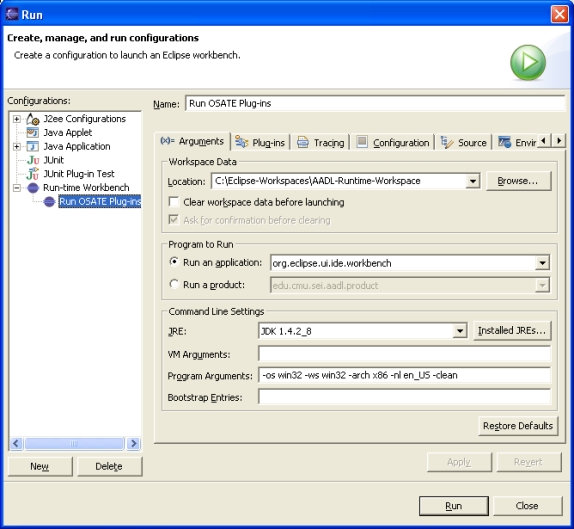 Run
Create, manage, and run configurations
Create a configuration to launch an Eclipse workbench.
Configurations:
J2ee Configurations
Java Applet
Java Application
JUnit
JUnit Plug-in Test
Run-time Workbench
Run OSATE Plug-ins
New
Delete
Name: Run OSATE Plug-ins
(x)= Arguments Plug-ins Tracing Configuration Source Envir
Workspace Data
Location: C:\Eclipse-Workspaces\AADL-Runtime-Workspace Browse...
Clear workspace data before launching
Ask for confirmation before clearing
Program to Run
Run an application: org.eclipse.ui.ide.workbench
Run a product: edu.cmu.sei.aadl.product
Command Line Settings
JRE: JDK 1.4.2_8 Installed JREs...
VM Arguments:
Program Arguments: -os win32 -ws win32 -arch x86 -nl en_US -clean
Bootstrap Entries:
Restore Defaults
Apply Revert
Run Close